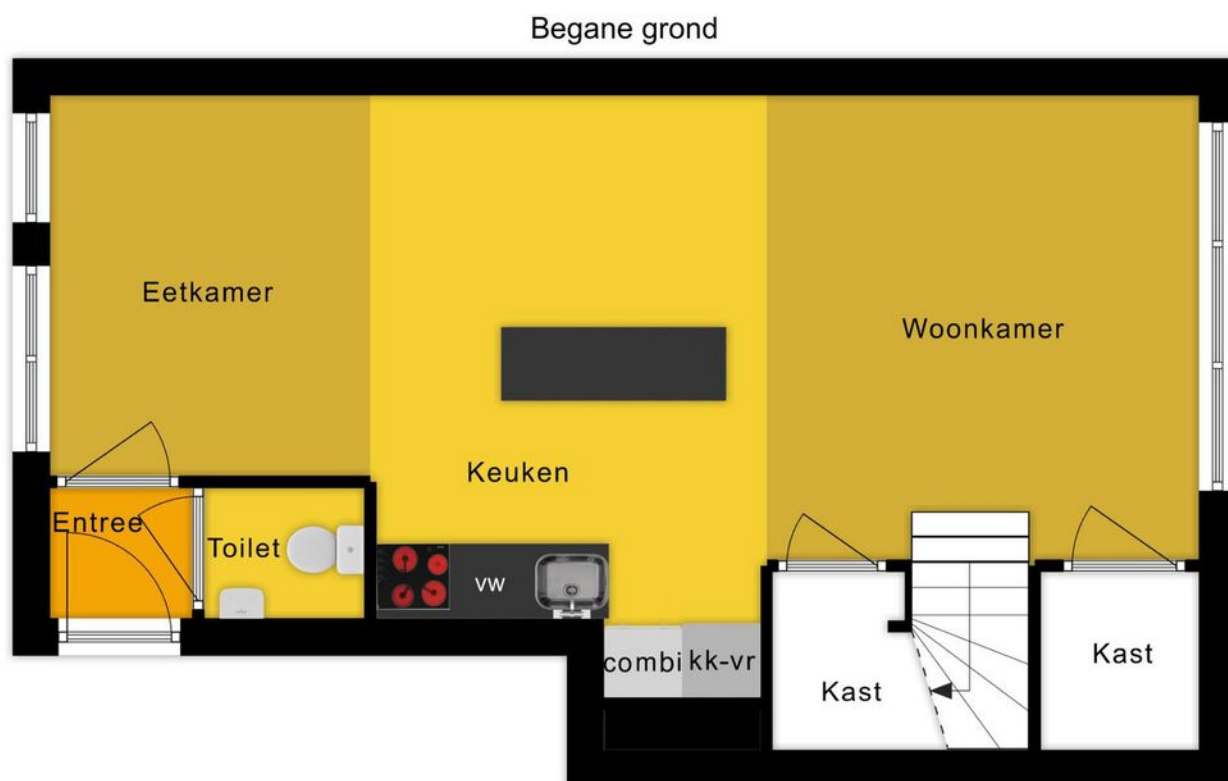 Begane grond
Eetkamer
Woonkamer
Keuken
Entree
Toilet
vw
combi
kk-vr
Kast
Kast